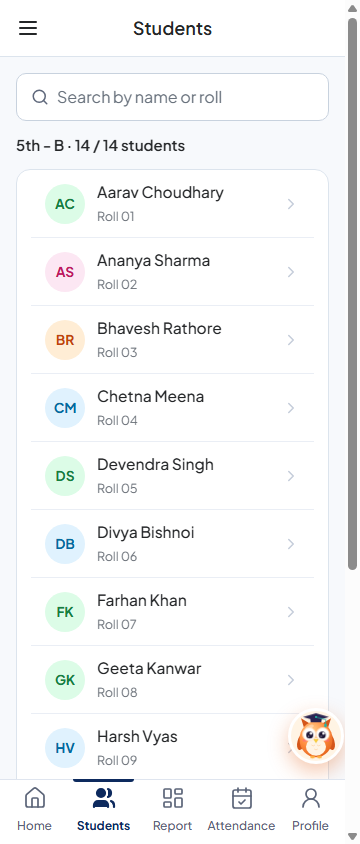 Students
Search by name or roll
5th - B · 14 / 14 students
AC
Aarav Choudhary
Roll 01
AS
Ananya Sharma
Roll 02
BR
Bhavesh Rathore
Roll 03
CM
Chetna Meena
Roll 04
DS
Devendra Singh
Roll 05
DB
Divya Bishnoi
Roll 06
FK
Farhan Khan
Roll 07
GK
Geeta Kanwar
Roll 08
HV
Harsh Vyas
Roll 09
Home
Students
Report
Attendance
Profile